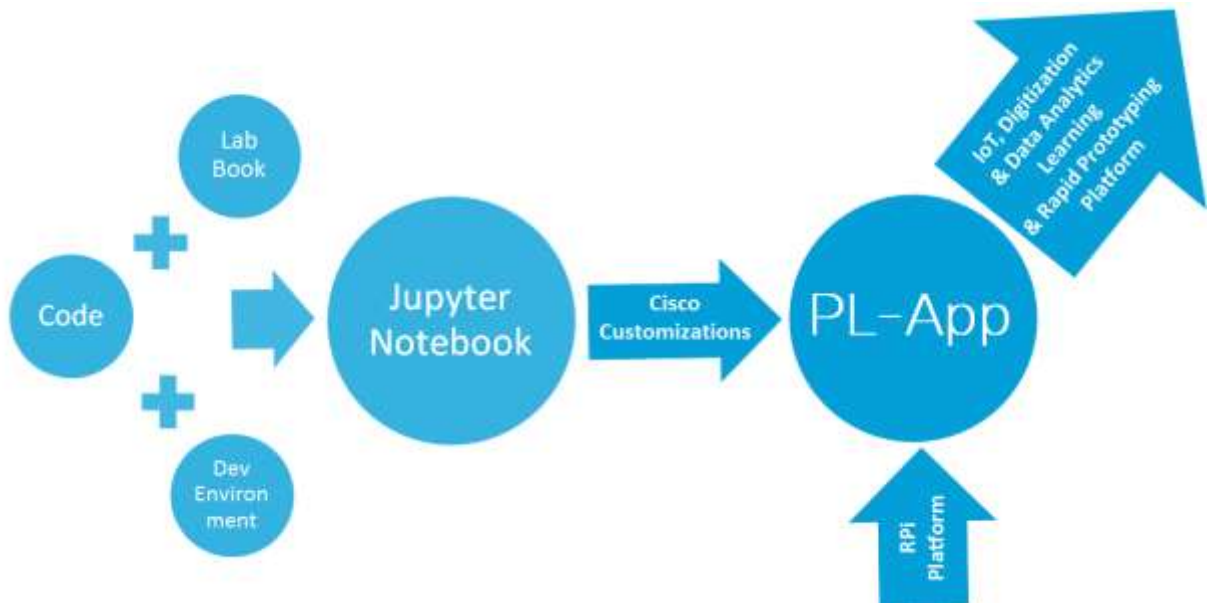 Lab
Book
Code
Dev
Environ
ment
Jupyter
Notebook
Cisco
Customizations
PL-App
IoT, Digitization
& Data Analytics
Learning
& Rapid Prototyping
Platform
RPi
Platform